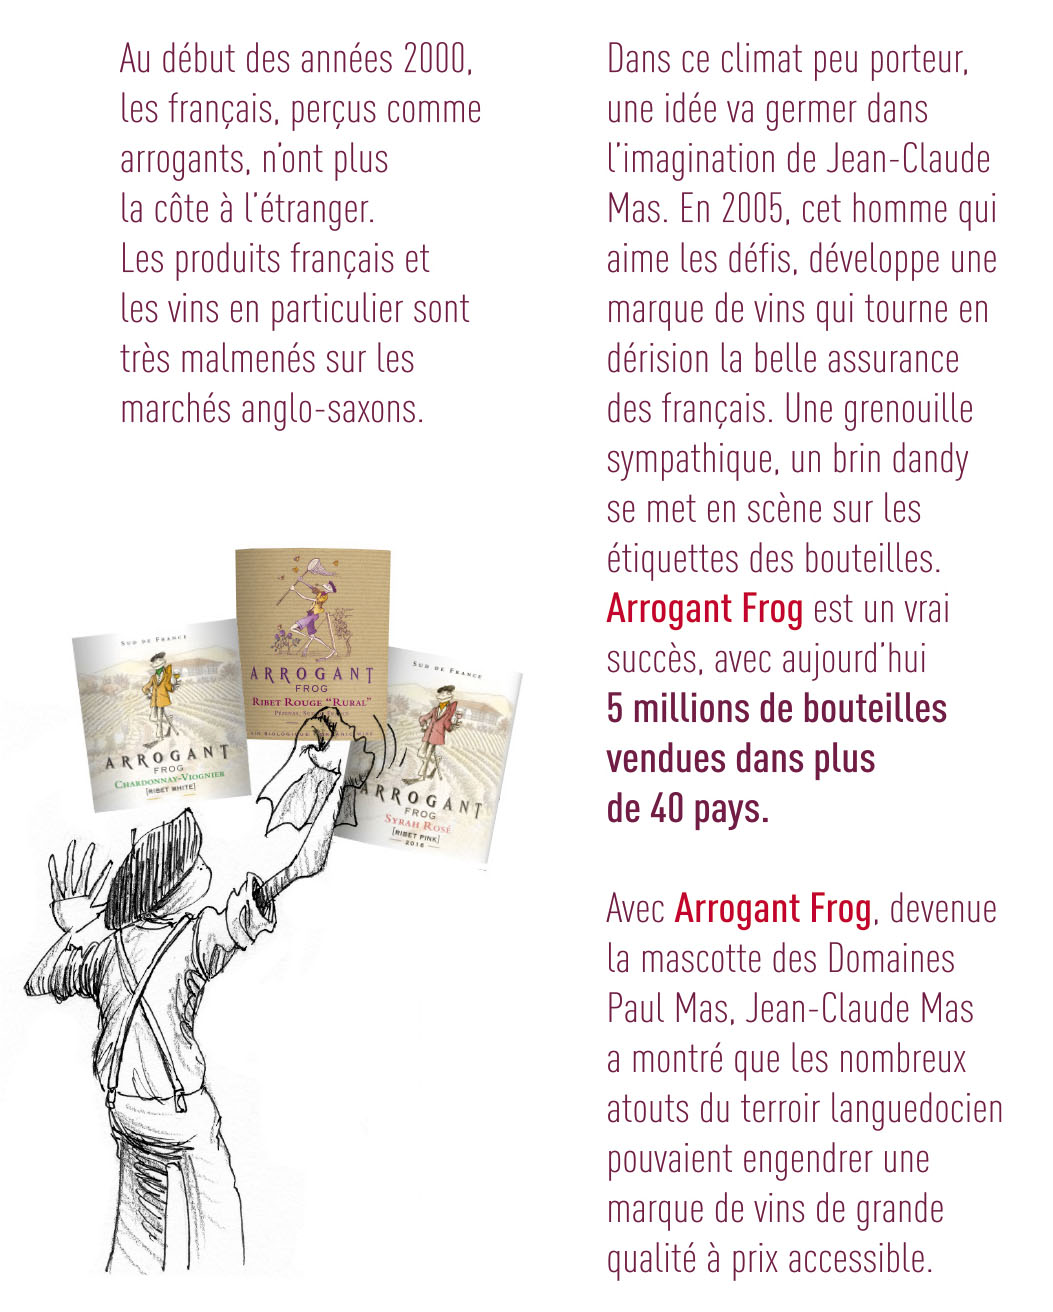 Au début des années 2000,
les français, perçus comme
arrogants, n'ont plus
la côte à l'étranger.
Les produits français et
les vins en particulier sont
très malmenés sur les
marchés anglo-saxons.
Dans ce climat peu porteur,
une idée va germer dans
l'imagination de Jean-Claude
Mas. En 2005, cet homme qui
aime les défis, développe une
marque de vins qui tourne en
dérision la belle assurance
des français. Une grenouille
sympathique, un brin dandy
se met en scène sur les
étiquettes des bouteilles.
Arrogant Frog est un vrai
succès, avec aujourd'hui
5 millions de bouteilles
vendues dans plus
de 40 pays.
Avec Arrogant Frog, devenue
la mascotte des Domaines
Paul Mas, Jean-Claude Mas
a montré que les nombreux
atouts du terroir languedocien
pouvaient engendrer une
marque de vins de grande
qualité à prix accessible.
SUD DE FRANCE
ARROGANT
FROG
CHARDONNAY-VIOGNIER
[RIBET WHITE]
ARROGANT
FROG
RIBET ROUGE "RURAL"
SUD DE FRANCE
ARROGANT
FROG
SYRAH ROSÉ
[RIBET PINK]
2016